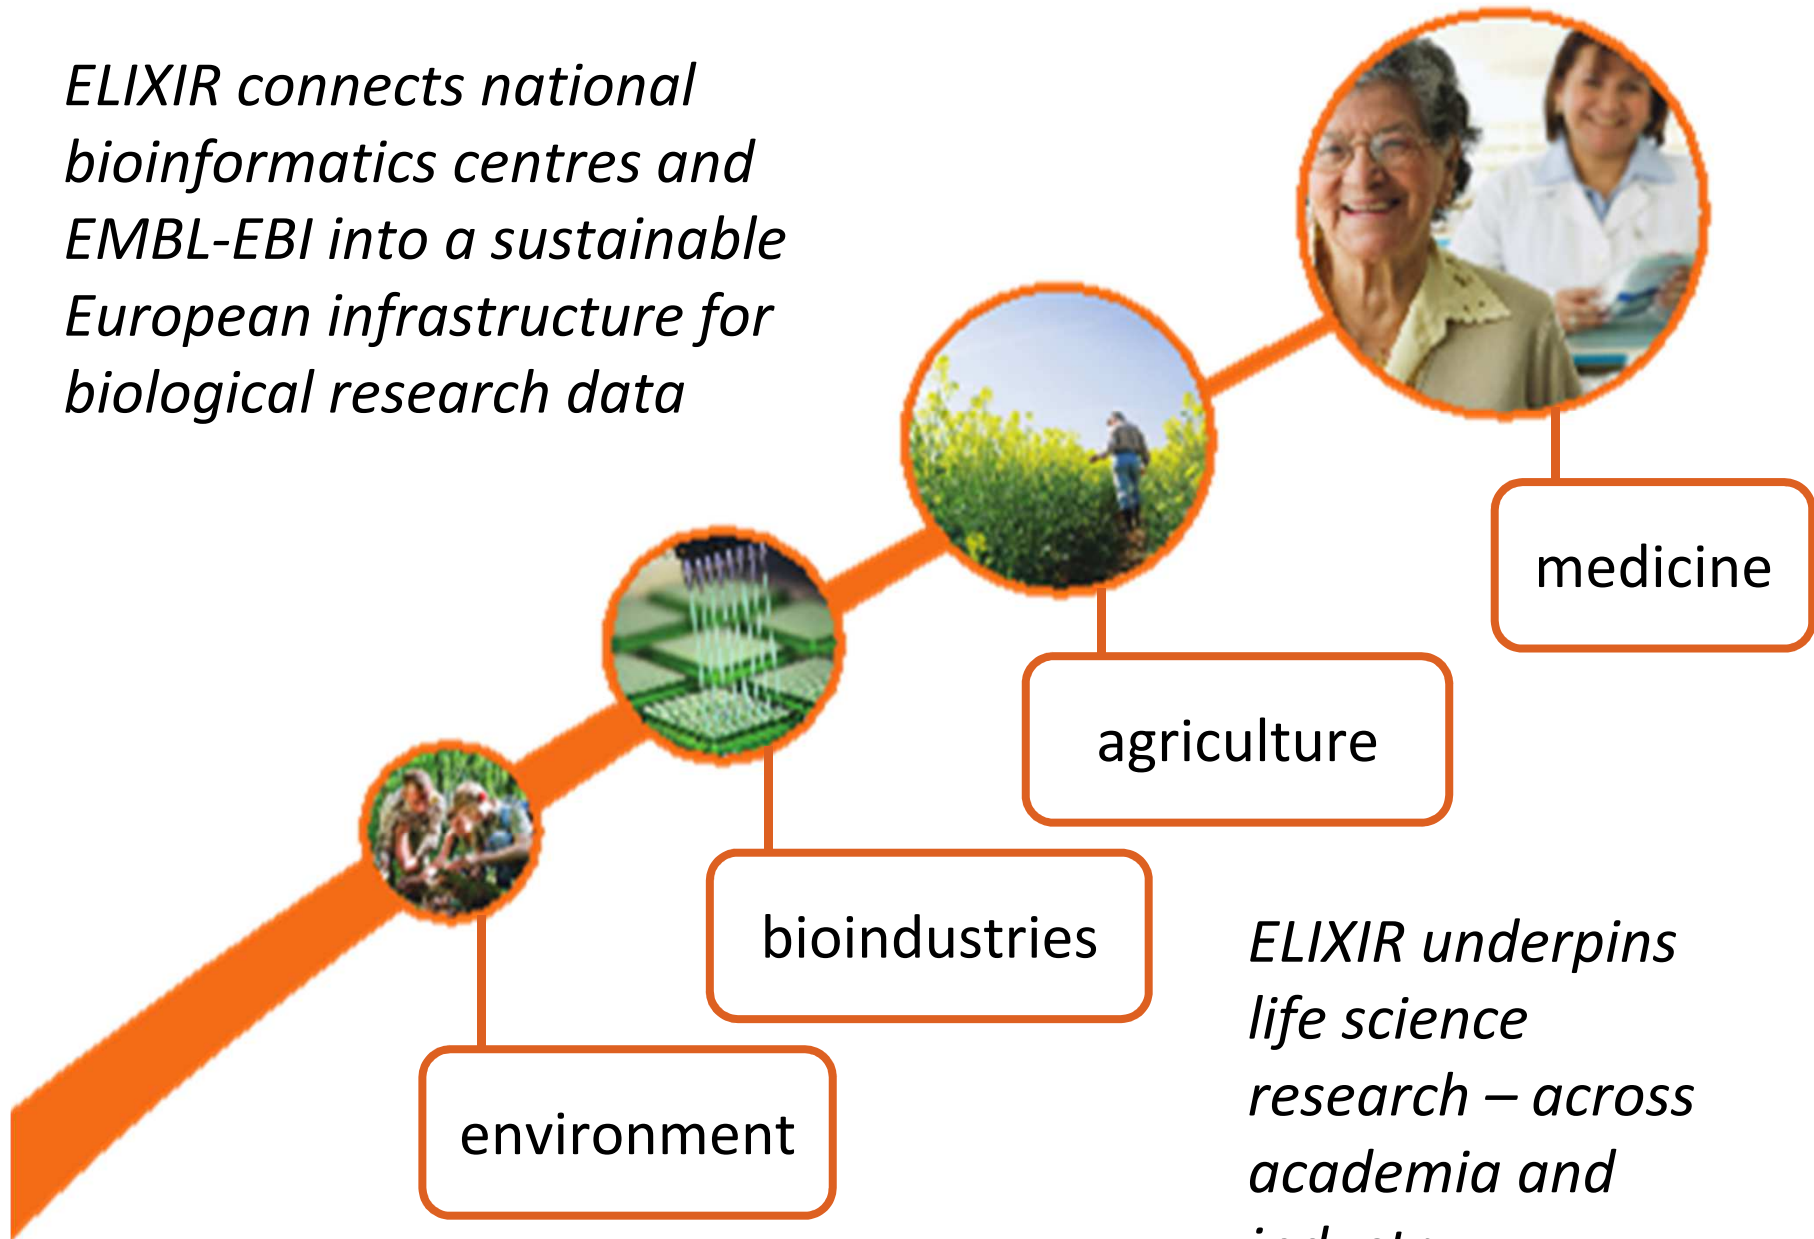 ELIXIR connects national
bioinformatics centres and
EMBL-EBI into a sustainable
European infrastructure for
biological research data
medicine
agriculture
bioindustries
environment
ELIXIR underpins
life science
research – across
academia and